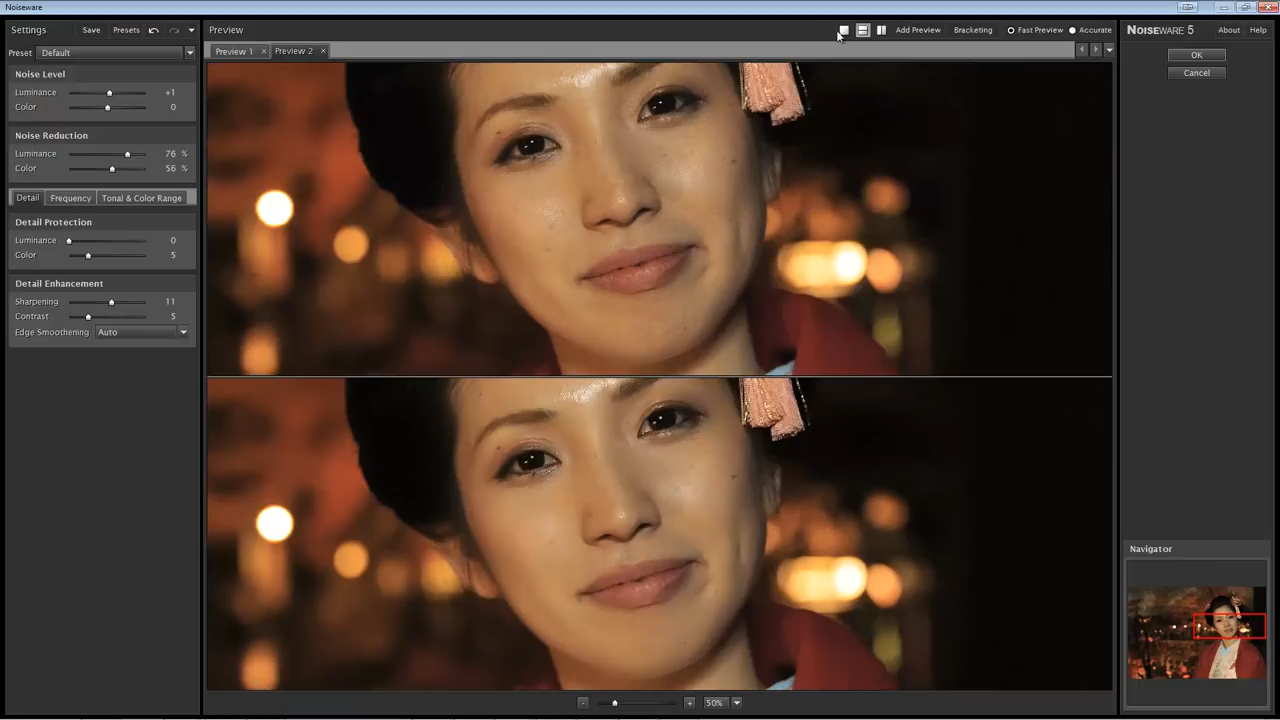 Noiseware
Settings Save Presets
Preview
Add Preview Bracketing Fast Preview Accurate
NOISEWARE 5 About Help
Preset Default
Preview 1 × Preview 2 ×
OK
Cancel
Noise Level
Luminance +1
Color 0
Noise Reduction
Luminance 76 %
Color 56 %
Detail Frequency Tonal & Color Range
Detail Protection
Luminance 0
Color 5
Detail Enhancement
Sharpening 11
Contrast 5
Edge Smoothening Auto
Navigator
- + 50%